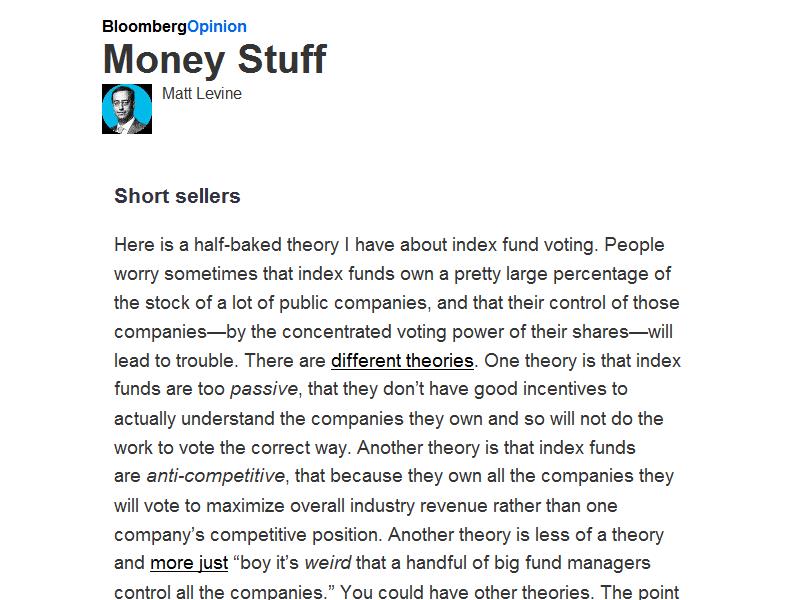 BloombergOpinion
Money Stuff
Matt Levine
Short sellers
Here is a half-baked theory I have about index fund voting. People
worry sometimes that index funds own a pretty large percentage of
the stock of a lot of public companies, and that their control of those
companies—by the concentrated voting power of their shares—will
lead to trouble. There are different theories. One theory is that index
funds are too passive, that they don’t have good incentives to
actually understand the companies they own and so will not do the
work to vote the correct way. Another theory is that index funds
are anti-competitive, that because they own all the companies they
will vote to maximize overall industry revenue rather than one
company’s competitive position. Another theory is less of a theory
and more just “boy it’s weird that a handful of big fund managers
control all the companies.” You could have other theories. The point